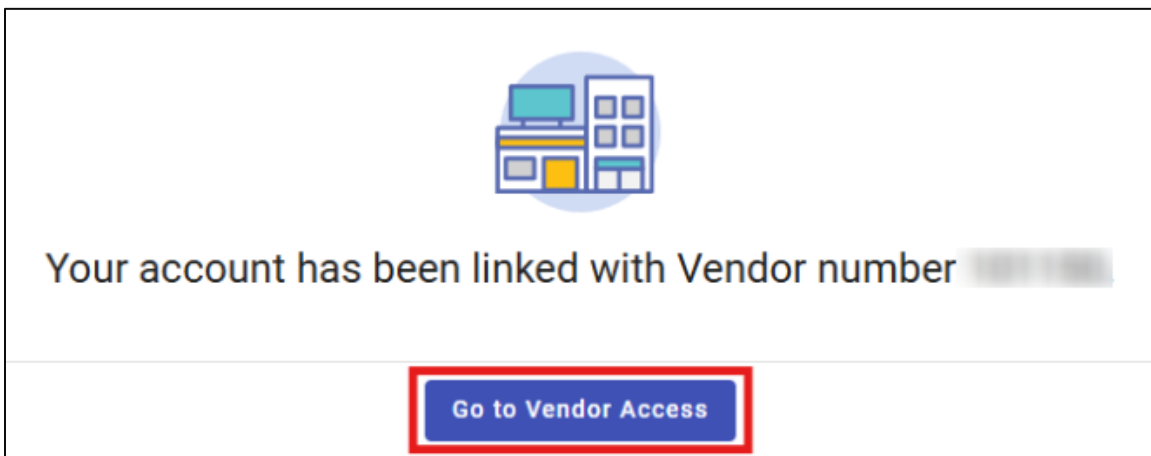 Your account has been linked with Vendor number
Go to Vendor Access